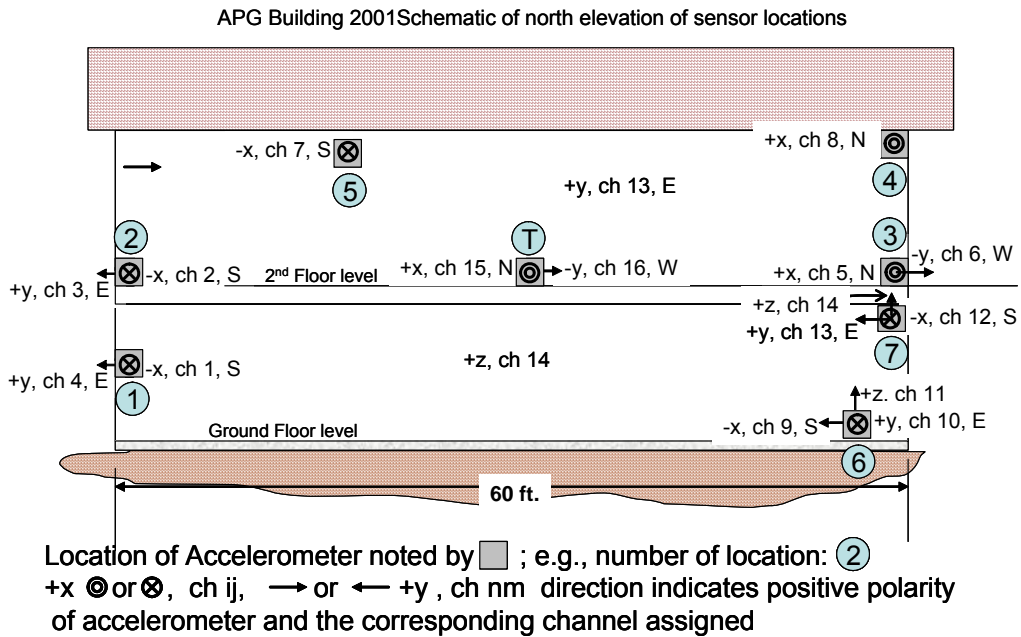 APG Building 2001Schematic of north elevation of sensor locations
-x, ch 7, S
+x, ch 8, N
5
4
+y, ch 13, E
2
T
3
-y, ch 6, W
-x, ch 2, S
2nd Floor level
+x, ch 15, N
-y, ch 16, W
+x, ch 5, N
+y, ch 3, E
+z, ch 14
-x, ch 12, S
+y, ch 13, E
7
+z, ch 14
-x, ch 1, S
+y, ch 4, E
1
+z. ch 11
Ground Floor level
-x, ch 9, S
+y, ch 10, E
6
60 ft.
Location of Accelerometer noted by ; e.g., number of location: 2
+x or , ch ij, or +y , ch nm direction indicates positive polarity
of accelerometer and the corresponding channel assigned